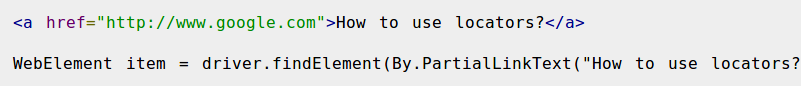 <a href="http://www.google.com">How to use locators?</a>
WebElement item = driver.findElement(By.PartialLinkText("How to use locators?